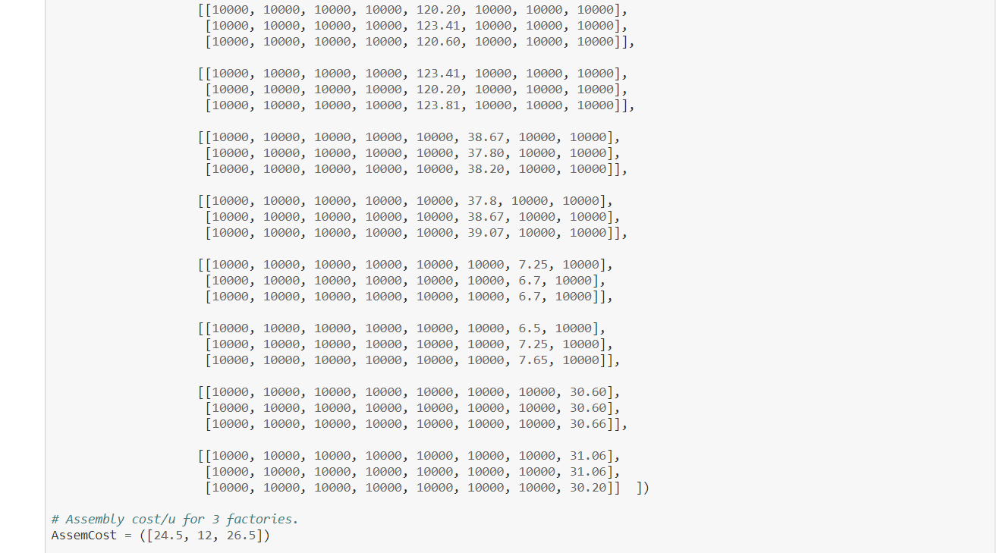 [[10000, 10000, 10000, 10000, 120.20, 10000, 10000, 10000],
[10000, 10000, 10000, 10000, 123.41, 10000, 10000, 10000],
[10000, 10000, 10000, 10000, 120.60, 10000, 10000, 10000]],
[[10000, 10000, 10000, 10000, 123.41, 10000, 10000, 10000],
[10000, 10000, 10000, 10000, 120.20, 10000, 10000, 10000],
[10000, 10000, 10000, 10000, 123.81, 10000, 10000, 10000]],
[[10000, 10000, 10000, 10000, 10000, 38.67, 10000, 10000],
[10000, 10000, 10000, 10000, 10000, 37.80, 10000, 10000],
[10000, 10000, 10000, 10000, 10000, 38.20, 10000, 10000]],
[[10000, 10000, 10000, 10000, 10000, 37.8, 10000, 10000],
[10000, 10000, 10000, 10000, 10000, 38.67, 10000, 10000],
[10000, 10000, 10000, 10000, 10000, 39.07, 10000, 10000]],
[[10000, 10000, 10000, 10000, 10000, 10000, 7.25, 10000],
[10000, 10000, 10000, 10000, 10000, 10000, 6.7, 10000],
[10000, 10000, 10000, 10000, 10000, 10000, 6.7, 10000]],
[[10000, 10000, 10000, 10000, 10000, 10000, 6.5, 10000],
[10000, 10000, 10000, 10000, 10000, 10000, 7.25, 10000],
[10000, 10000, 10000, 10000, 10000, 10000, 7.65, 10000]],
[[10000, 10000, 10000, 10000, 10000, 10000, 10000, 30.60],
[10000, 10000, 10000, 10000, 10000, 10000, 10000, 30.60],
[10000, 10000, 10000, 10000, 10000, 10000, 10000, 30.66]],
[[10000, 10000, 10000, 10000, 10000, 10000, 10000, 31.06],
[10000, 10000, 10000, 10000, 10000, 10000, 10000, 31.06],
[10000, 10000, 10000, 10000, 10000, 10000, 10000, 30.20]]  ])
# Assembly cost/u for 3 factories.
AssemCost = ([24.5, 12, 26.5])